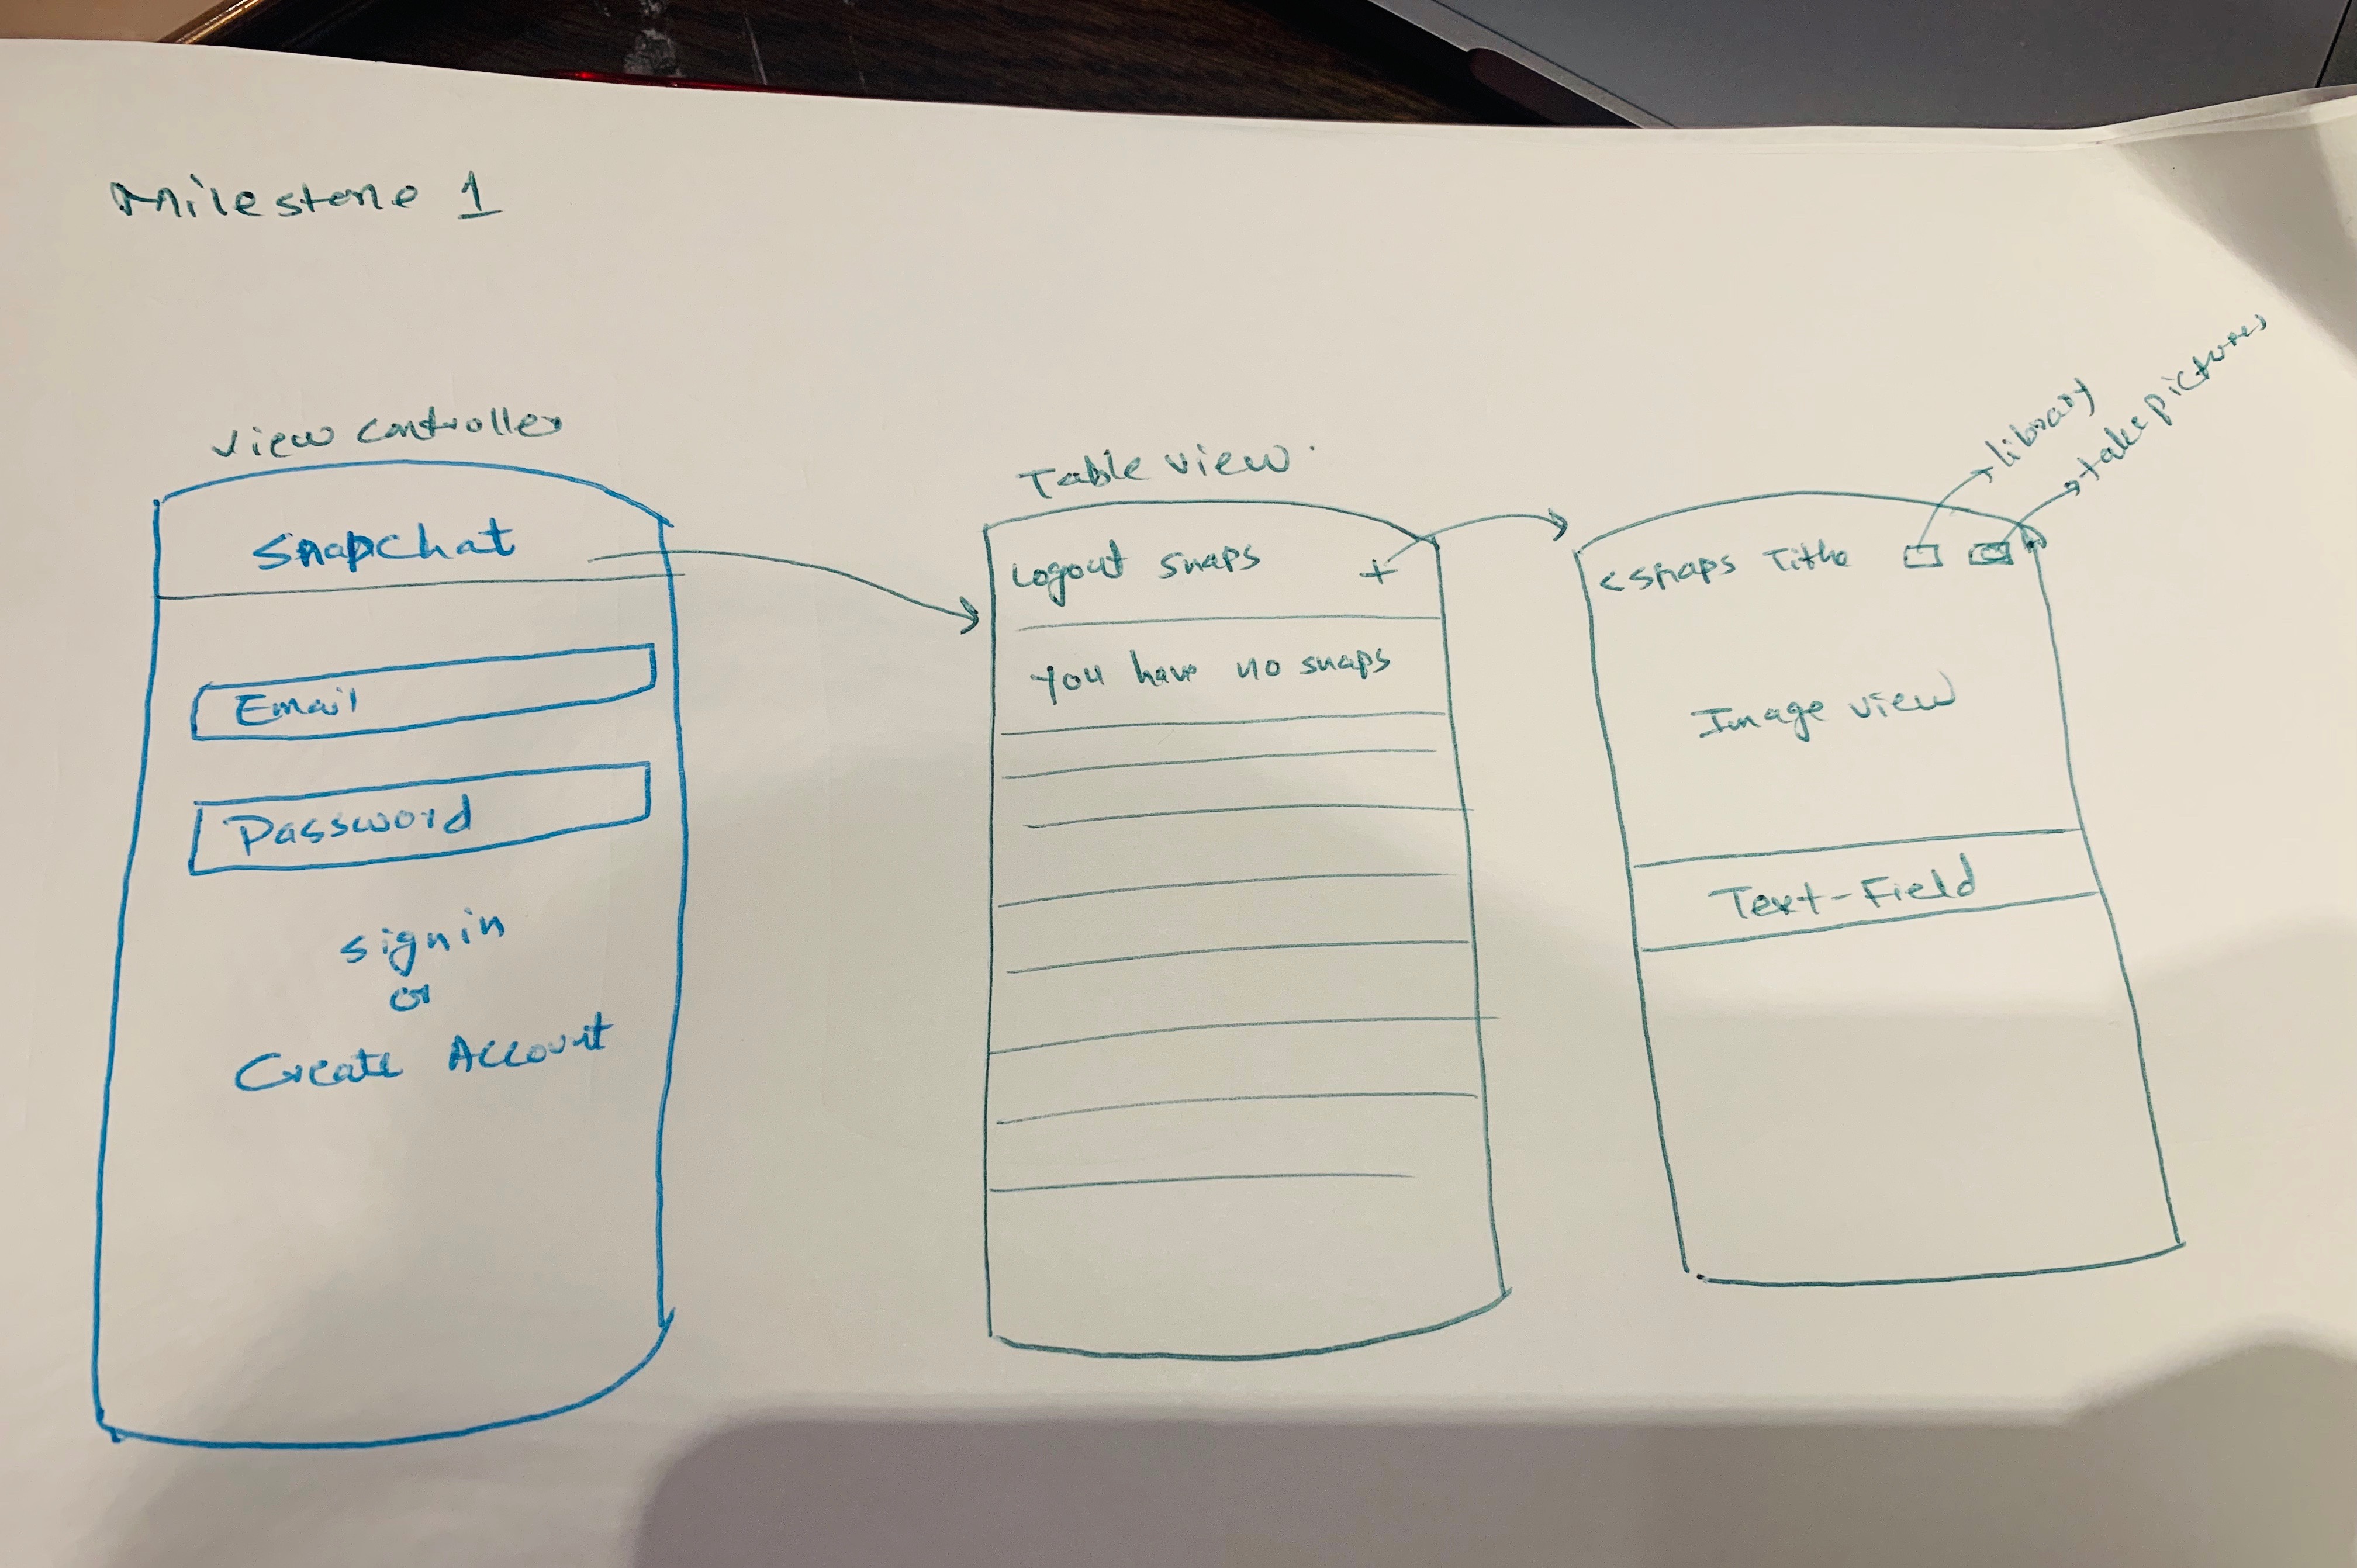 Milestone 1
View Controller
Snapchat
Email
Password
signin
or
Create Account
Table view
Logout snaps +
You have no snaps
library
take pictures
< snaps Title
Image view
Text-Field